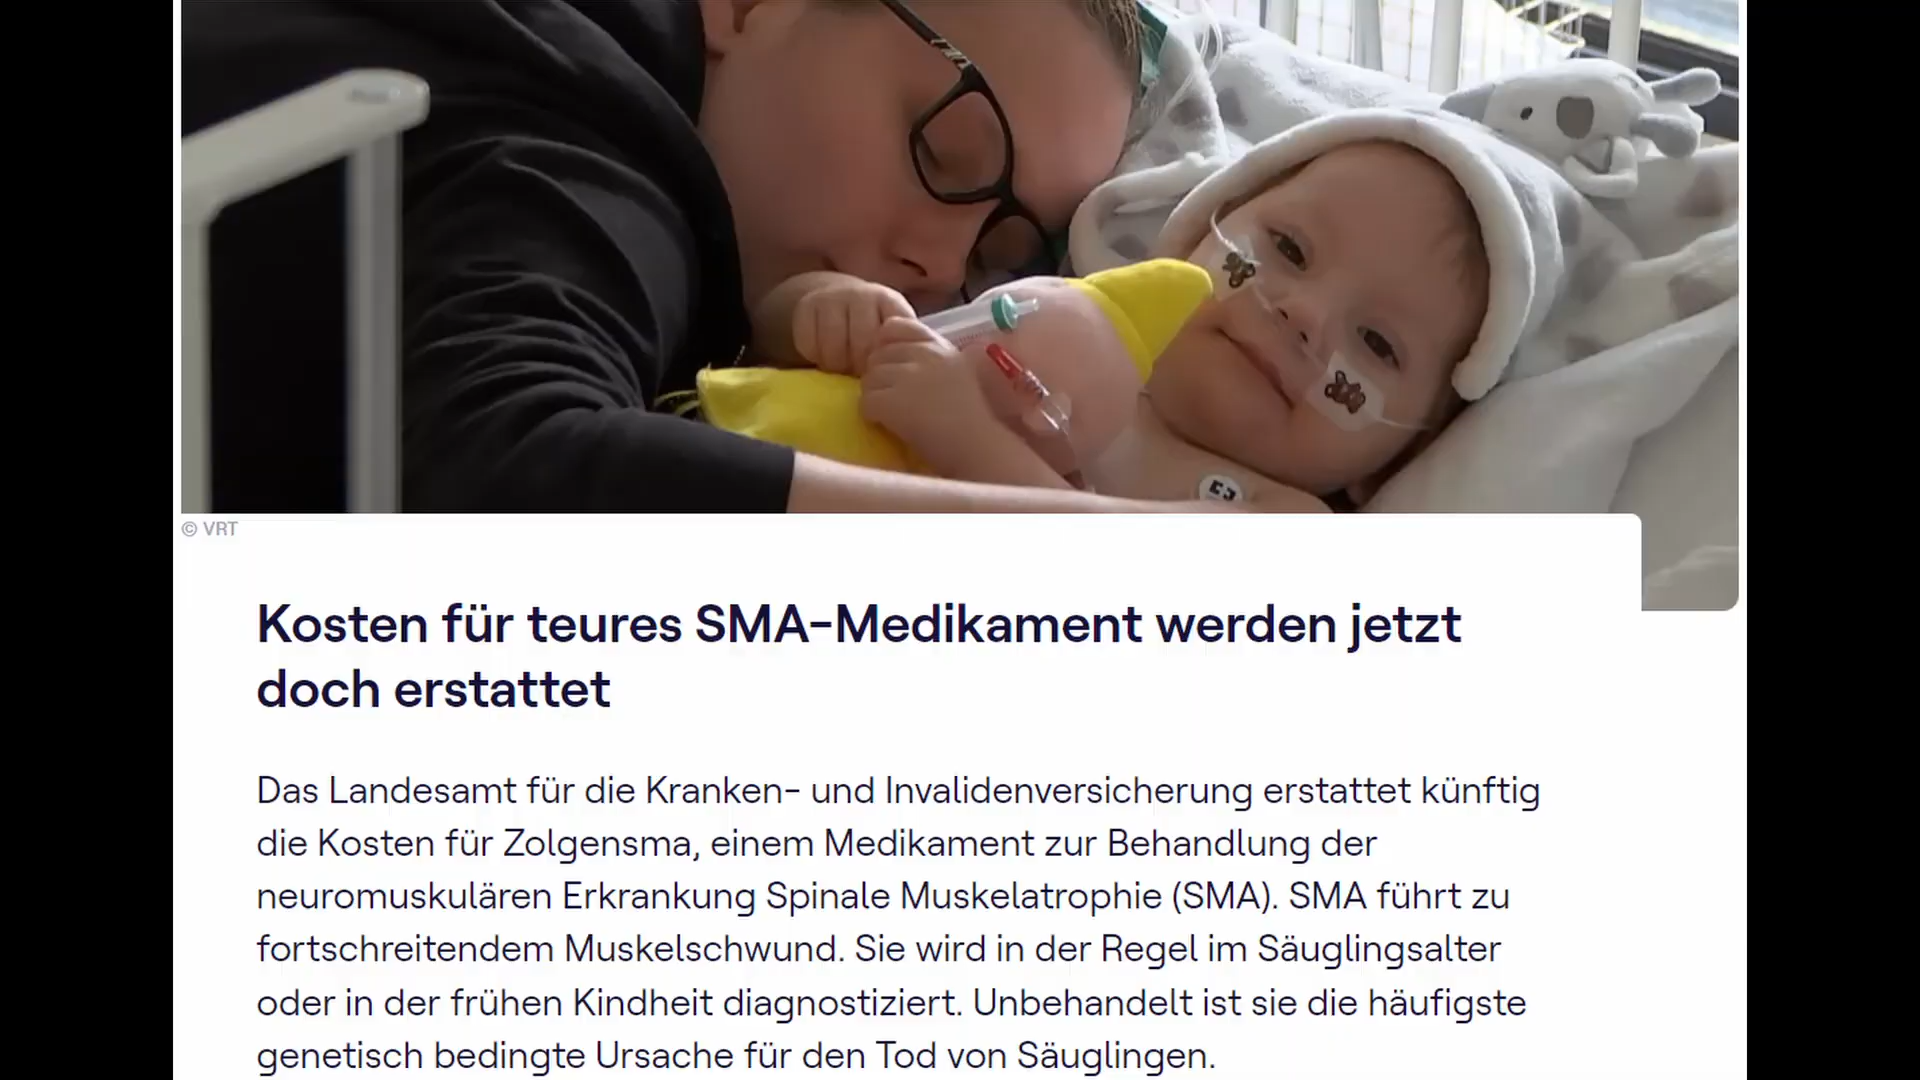 © VRT
Kosten für teures SMA-Medikament werden jetzt
doch erstattet
Das Landesamt für die Kranken- und Invalidenversicherung erstattet künftig
die Kosten für Zolgensma, einem Medikament zur Behandlung der
neuromuskulären Erkrankung Spinale Muskelatrophie (SMA). SMA führt zu
fortschreitendem Muskelschwund. Sie wird in der Regel im Säuglingsalter
oder in der frühen Kindheit diagnostiziert. Unbehandelt ist sie die häufigste
genetisch bedingte Ursache für den Tod von Säuglingen.